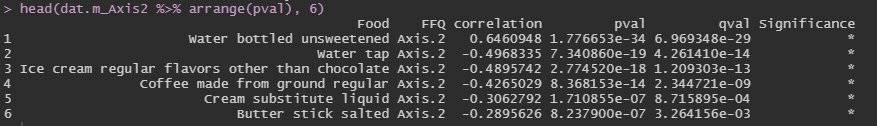 > head(dat.m_Axis2 %>% arrange(pval), 6)
Food FFQ correlation pval qval Significance
1 Water bottled unsweetened Axis.2 0.6460948 1.776653e-34 6.969348e-29 *
2 Water tap Axis.2 -0.4968335 7.340860e-19 4.261410e-14 *
3 Ice cream regular flavors other than chocolate Axis.2 -0.4895742 2.774520e-18 1.209303e-13 *
4 Coffee made from ground regular Axis.2 -0.4265029 8.368153e-14 2.344721e-09 *
5 Cream substitute liquid Axis.2 -0.3062792 1.710855e-07 8.715895e-04 *
6 Butter stick salted Axis.2 -0.2895626 8.237900e-07 3.264156e-03 *